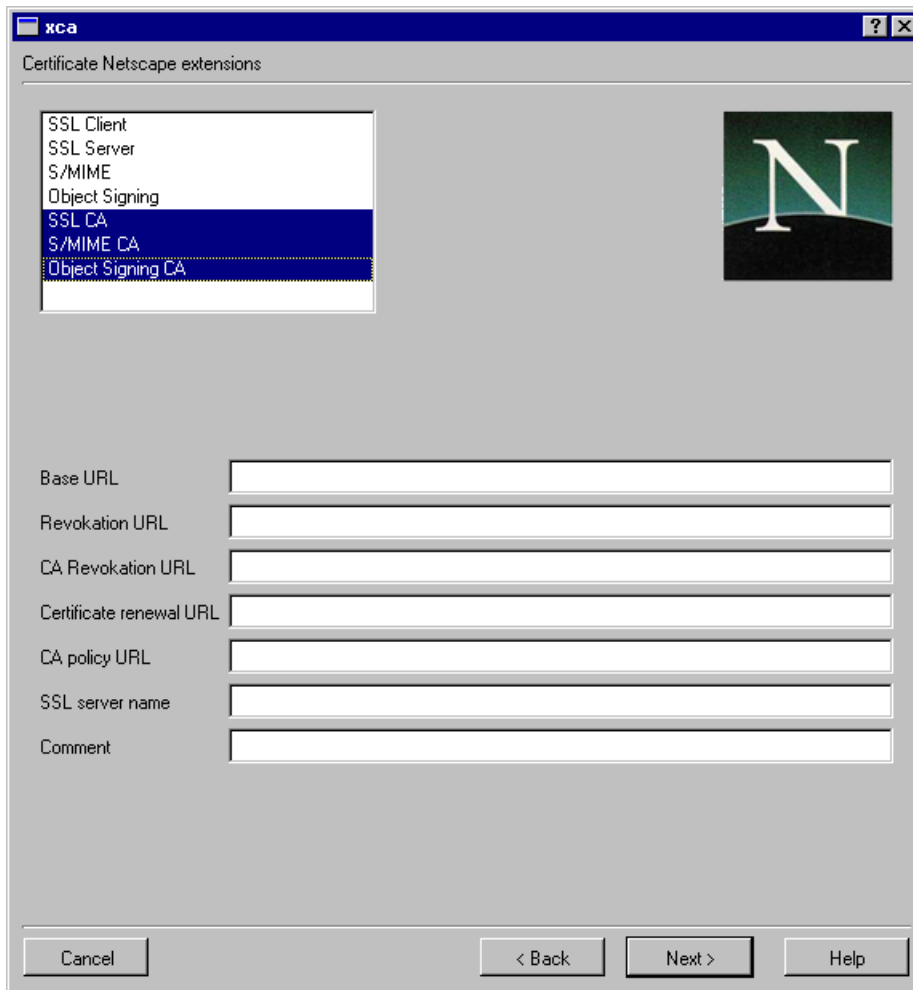 xca
Certificate Netscape extensions
SSL Client
SSL Server
S/MIME
Object Signing
SSL CA
S/MIME CA
Object Signing CA
N
Base URL
Revokation URL
CA Revokation URL
Certificate renewal URL
CA policy URL
SSL server name
Comment
Cancel
< Back
Next >
Help